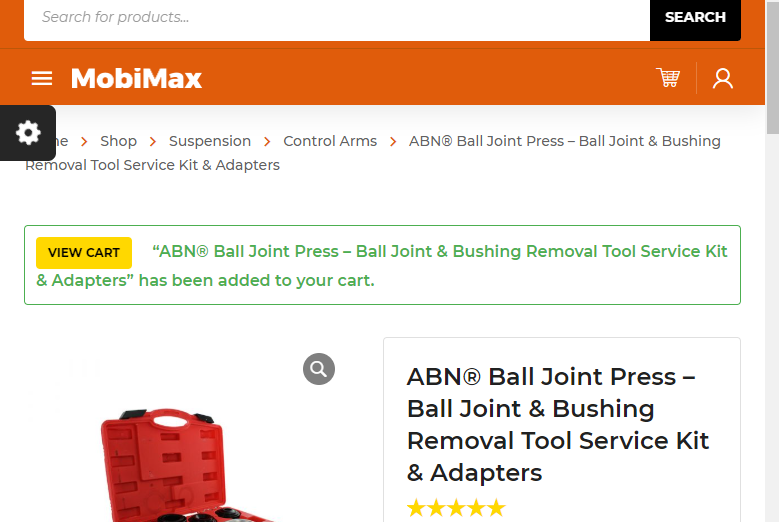 Search for products...
SEARCH
MobiMax
Shop
Suspension
Control Arms
ABN® Ball Joint Press – Ball Joint & Bushing
Removal Tool Service Kit & Adapters
VIEW CART
“ABN® Ball Joint Press – Ball Joint & Bushing Removal Tool Service Kit
& Adapters” has been added to your cart.
ABN® Ball Joint Press –
Ball Joint & Bushing
Removal Tool Service Kit
& Adapters